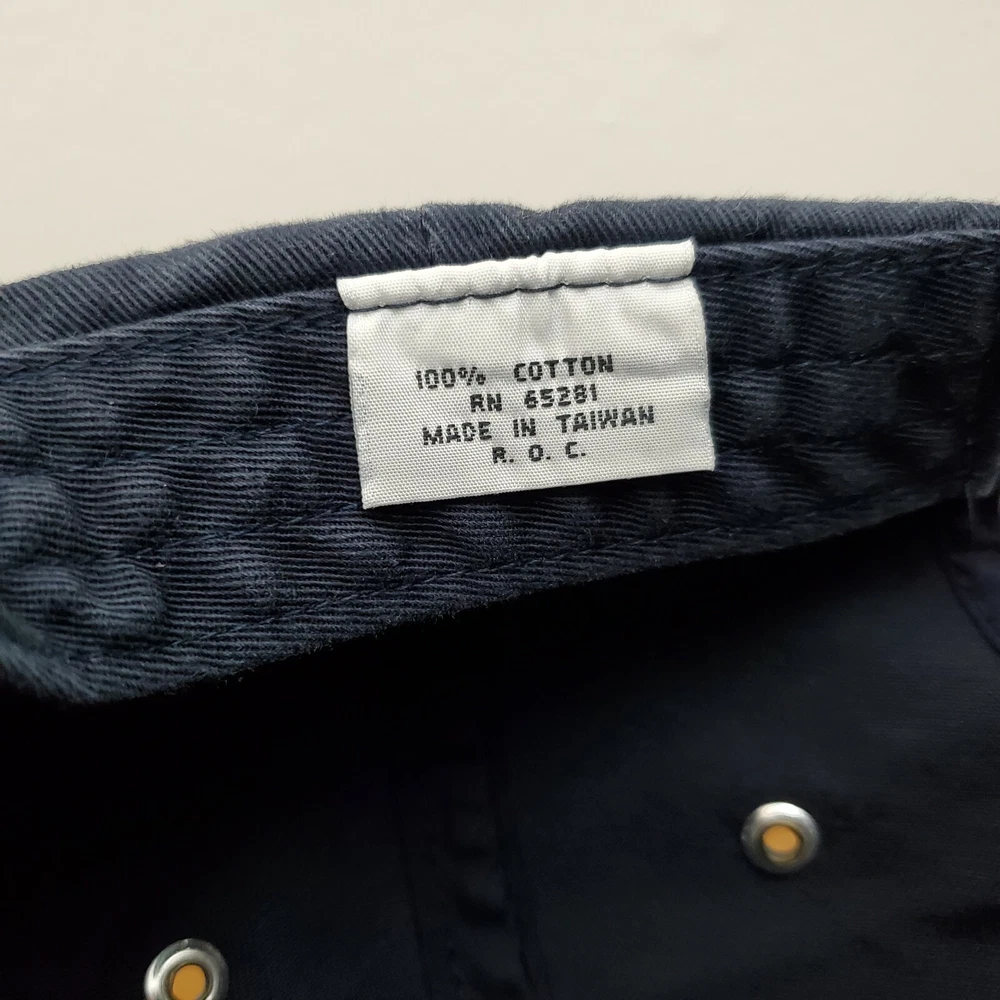 100% COTTON
RN 65281
MADE IN TAIWAN
R. O. C.